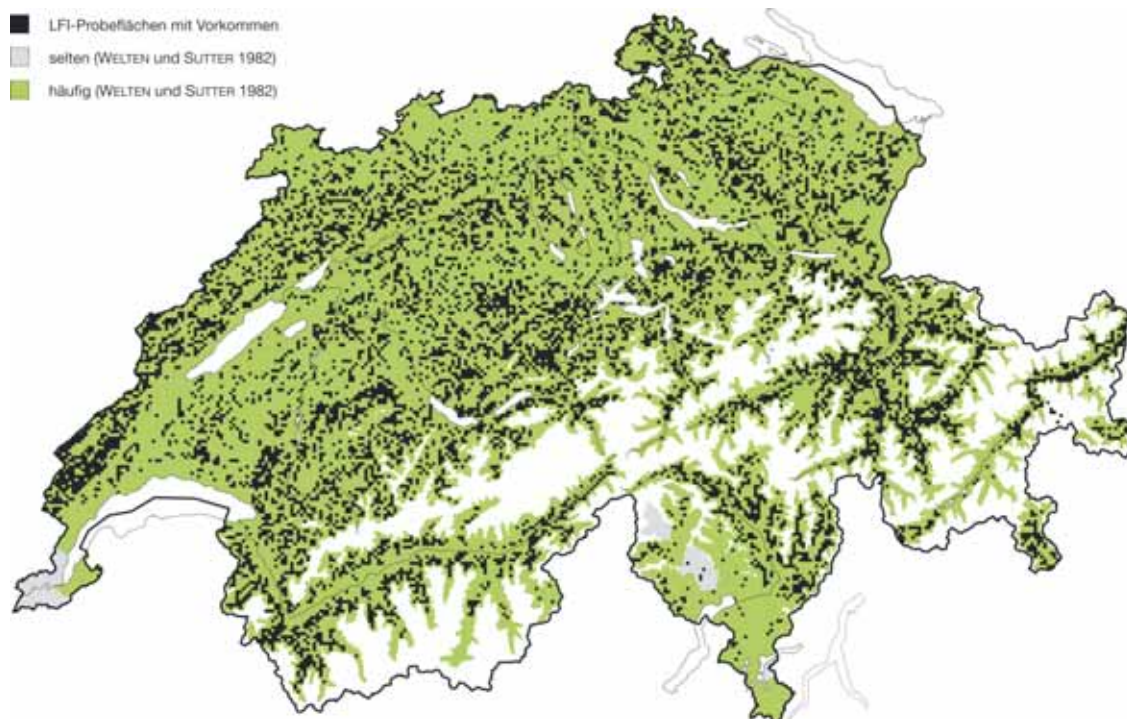 LFI-Probeflächen mit Vorkommen
selten (WELTEN und SUTTER 1982)
häufig (WELTEN und SUTTER 1982)